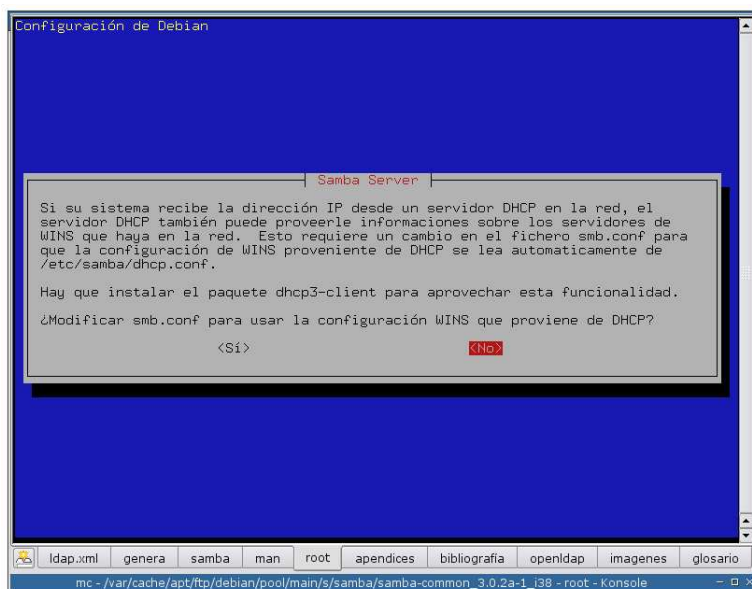 Configuración de Debian
Samba Server
Si su sistema recibe la dirección IP desde un servidor DHCP en la red, el
servidor DHCP también puede proveerle informaciones sobre los servidores de
WINS que haya en la red.  Esto requiere un cambio en el fichero smb.conf para
que la configuración de WINS proveniente de DHCP se lea automaticamente de
/etc/samba/dhcp.conf.
Hay que instalar el paquete dhcp3-client para aprovechar esta funcionalidad.
¿Modificar smb.conf para usar la configuración WINS que proviene de DHCP?
<Sí> <No>
ldap.xml genera samba man root apendices bibliografía openldap imagenes glosario
mc - /var/cache/apt/ftp/debian/pool/main/s/samba/samba-common_3.0.2a-1_i38 - root - Konsole